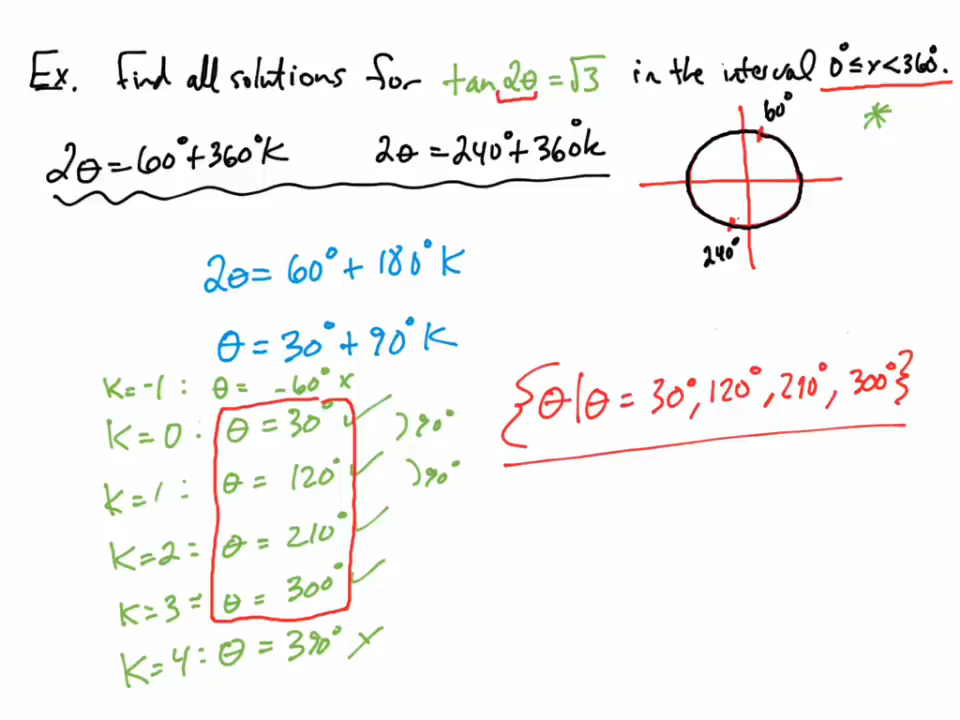 Ex. Find all solutions for tan 2θ = √3 in the interval 0° ≤ x < 360°.
*
60°
2θ = 60° + 360°K 2θ = 240° + 360°k
240°
2θ = 60° + 180°K
θ = 30° + 90°K
K = -1 : θ = -60° x
K = 0 : θ = 30° ✓ ) 90°
K = 1 : θ = 120° ✓ ) 90°
K = 2 : θ = 210° ✓
K = 3 : θ = 300° ✓
K = 4 : θ = 390° x
{θ | θ = 30°, 120°, 210°, 300°}